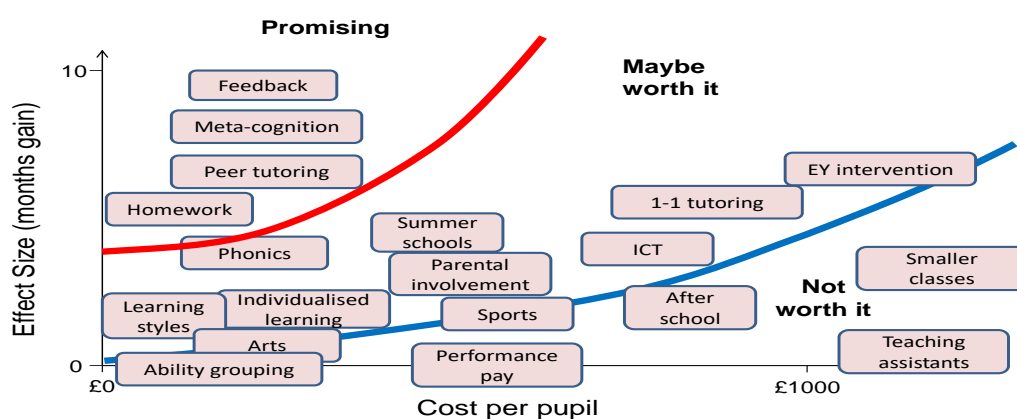 Promising
Maybe
worth it
10
Feedback
Meta-cognition
Peer tutoring
EY intervention
Homework
1-1 tutoring
Summer
schools
Phonics
ICT
Smaller
classes
Parental
involvement
Effect Size (months gain)
Learning
styles
Individualised
learning
Sports
After
school
Not
worth it
Arts
Performance
pay
Teaching
assistants
Ability grouping
0
£0
£1000
Cost per pupil